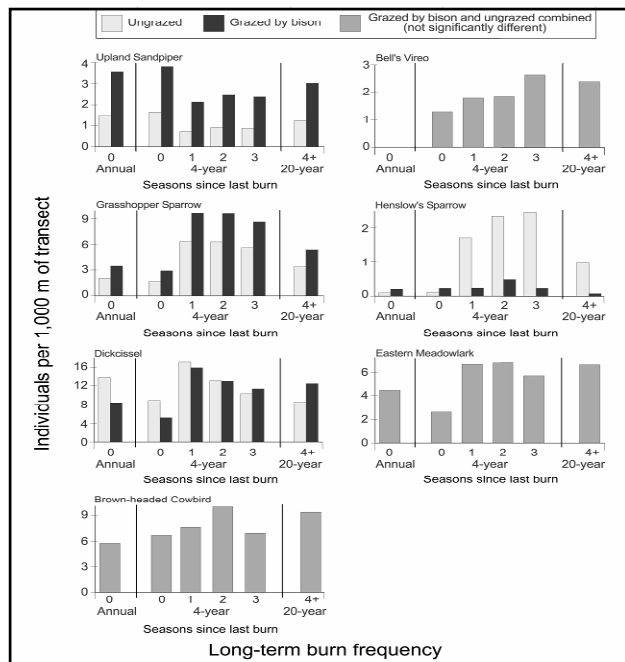 Ungrazed Grazed by bison Grazed by bison and ungrazed combined
(not significantly different)
Individuals per 1,000 m of transect
Upland Sandpiper
4
3
2
1
0
0 0 1 2 3 4+
Annual 4-year 20-year
Seasons since last burn
Bell's Vireo
3
2
1
0
0 0 1 2 3 4+
Annual 4-year 20-year
Seasons since last burn
Grasshopper Sparrow
9
6
3
0
0 0 1 2 3 4+
Annual 4-year 20-year
Seasons since last burn
Henslow's Sparrow
2
1
0
0 0 1 2 3 4+
Annual 4-year 20-year
Seasons since last burn
Dickcissel
16
12
8
4
0
0 0 1 2 3 4+
Annual 4-year 20-year
Seasons since last burn
Eastern Meadowlark
6
4
2
0
0 0 1 2 3 4+
Annual 4-year 20-year
Seasons since last burn
Brown-headed Cowbird
9
6
3
0
0 0 1 2 3 4+
Annual 4-year 20-year
Seasons since last burn
Long-term burn frequency